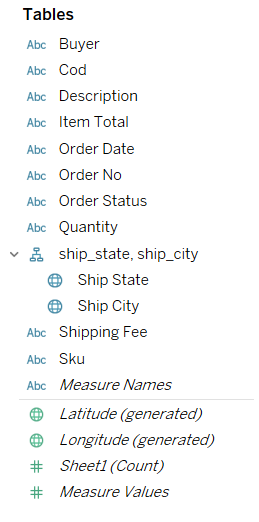 Tables
Abc Buyer
Abc Cod
Abc Description
Abc Item Total
Abc Order Date
Abc Order No
Abc Order Status
Abc Quantity
ship_state, ship_city
Ship State
Ship City
Abc Shipping Fee
Abc Sku
Abc Measure Names
Latitude (generated)
Longitude (generated)
# Sheet1 (Count)
# Measure Values